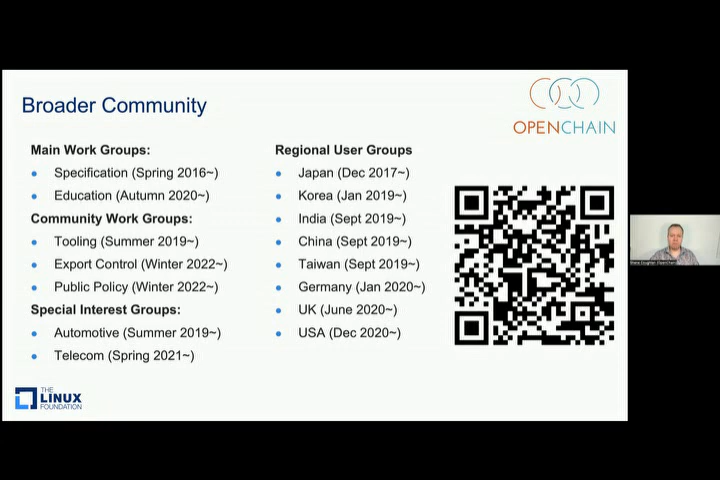 Broader Community
OPENCHAIN
Main Work Groups:
Specification (Spring 2016~)
Education (Autumn 2020~)
Community Work Groups:
Tooling (Summer 2019~)
Export Control (Winter 2022~)
Public Policy (Winter 2022~)
Special Interest Groups:
Automotive (Summer 2019~)
Telecom (Spring 2021~)
Regional User Groups
Japan (Dec 2017~)
Korea (Jan 2019~)
India (Sept 2019~)
China (Sept 2019~)
Taiwan (Sept 2019~)
Germany (Jan 2020~)
UK (June 2020~)
USA (Dec 2020~)
THE
LINUX
FOUNDATION